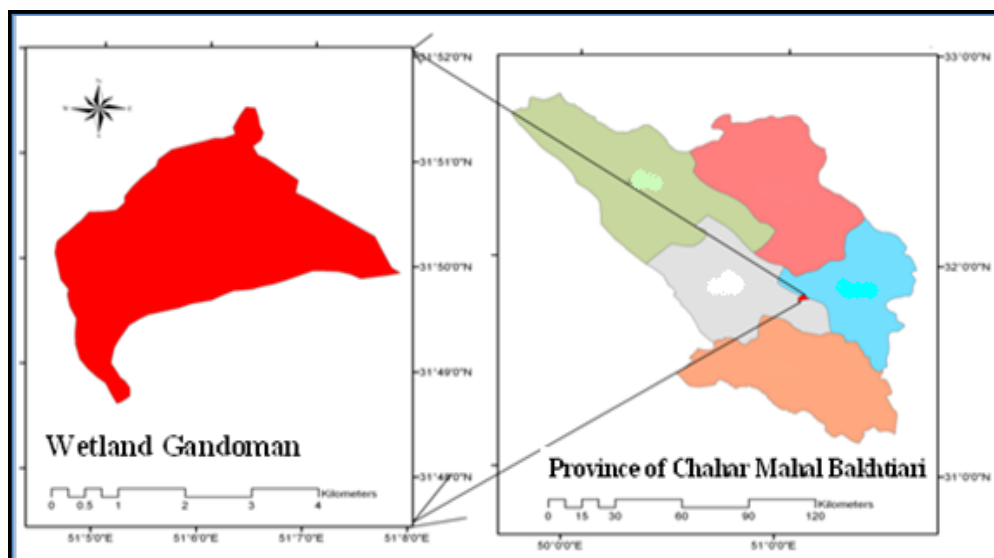 31°52'0"N
31°51'0"N
31°50'0"N
31°49'0"N
31°48'0"N
Wetland Gandoman
Kilometers
0 0.5 1 2 3 4
51°5'0"E 51°6'0"E 51°7'0"E 51°8'0"E
33°0'0"N
32°0'0"N
31°0'0"N
Province of Chahar Mahal Bakhtiari
Kilometers
0 15 30 60 90 120
50°0'0"E 51°0'0"E